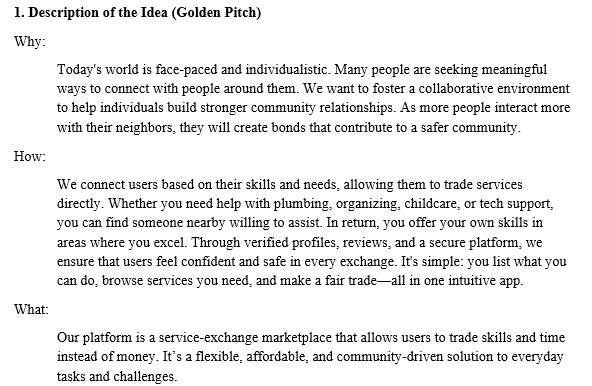 1. Description of the Idea (Golden Pitch)
Why:
Today's world is face-paced and individualistic. Many people are seeking meaningful
ways to connect with people around them. We want to foster a collaborative environment
to help individuals build stronger community relationships. As more people interact more
with their neighbors, they will create bonds that contribute to a safer community.
How:
We connect users based on their skills and needs, allowing them to trade services
directly. Whether you need help with plumbing, organizing, childcare, or tech support,
you can find someone nearby willing to assist. In return, you offer your own skills in
areas where you excel. Through verified profiles, reviews, and a secure platform, we
ensure that users feel confident and safe in every exchange. It's simple: you list what you
can do, browse services you need, and make a fair trade—all in one intuitive app.
What:
Our platform is a service-exchange marketplace that allows users to trade skills and time
instead of money. It’s a flexible, affordable, and community-driven solution to everyday
tasks and challenges.